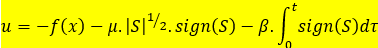 u = −f(x) − μ.|S|^{1/2}.sign(S) − β.∫_0^t sign(S)dτ